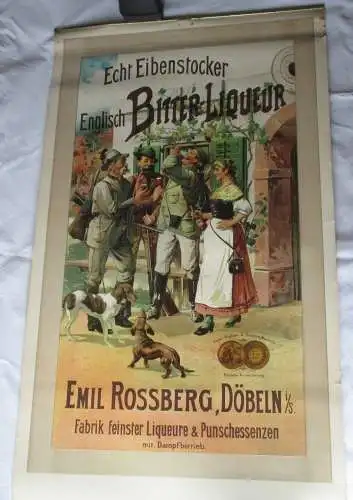 Echt Eibenstocker
Englisch BITTER-LIQUEUR
EMIL ROSSBERG, DÖBELN i/S.
Fabrik feinster Liqueure & Punschessenzen
mit Dampfbetrieb.